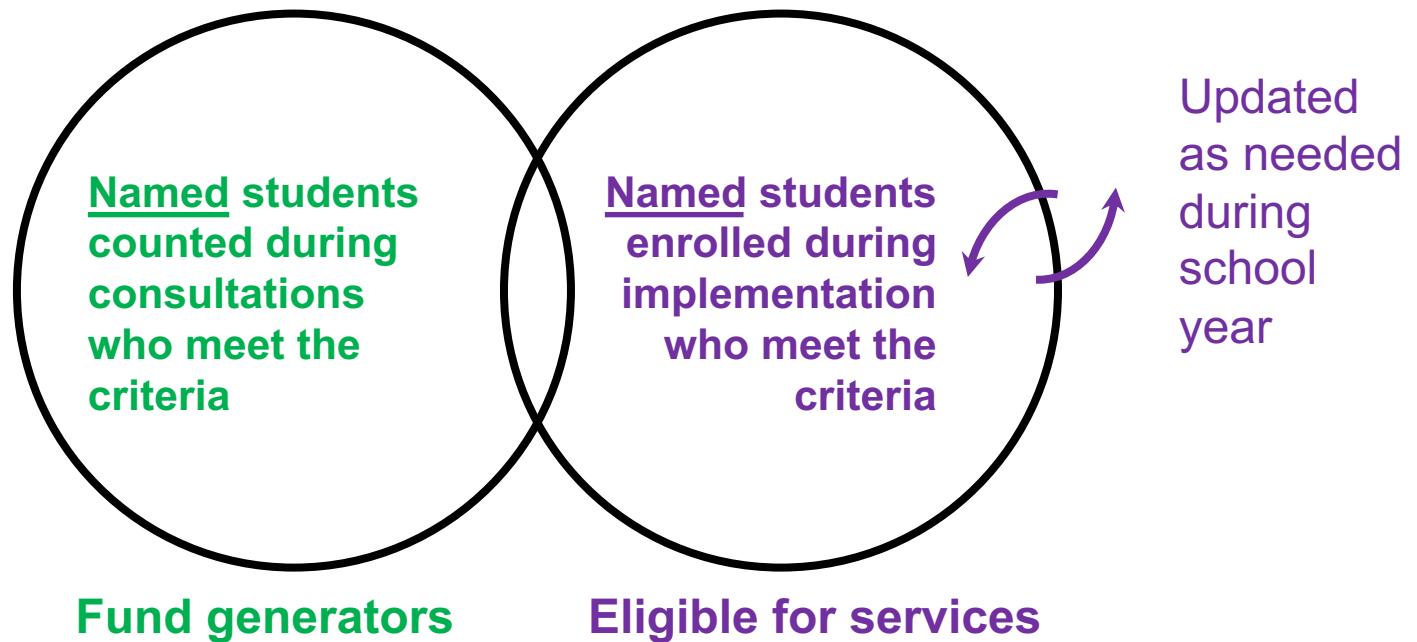 Named students
counted during
consultations
who meet the
criteria
Named students
enrolled during
implementation
who meet the
criteria
Updated
as needed
during
school
year
Fund generators
Eligible for services